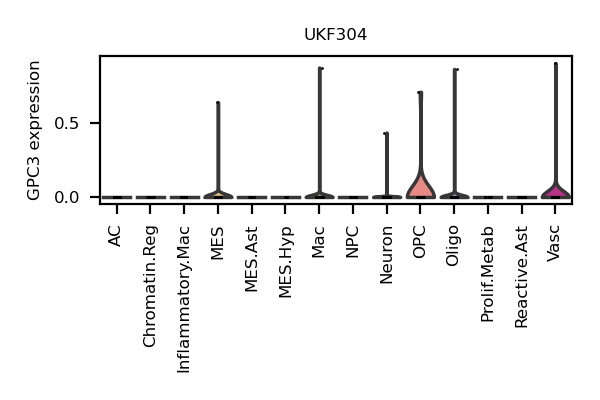 UKF304
GPC3 expression
0.5
0.0
AC
Chromatin.Reg
Inflammatory.Mac
MES
MES.Ast
MES.Hyp
Mac
NPC
Neuron
OPC
Oligo
Prolif.Metab
Reactive.Ast
Vasc